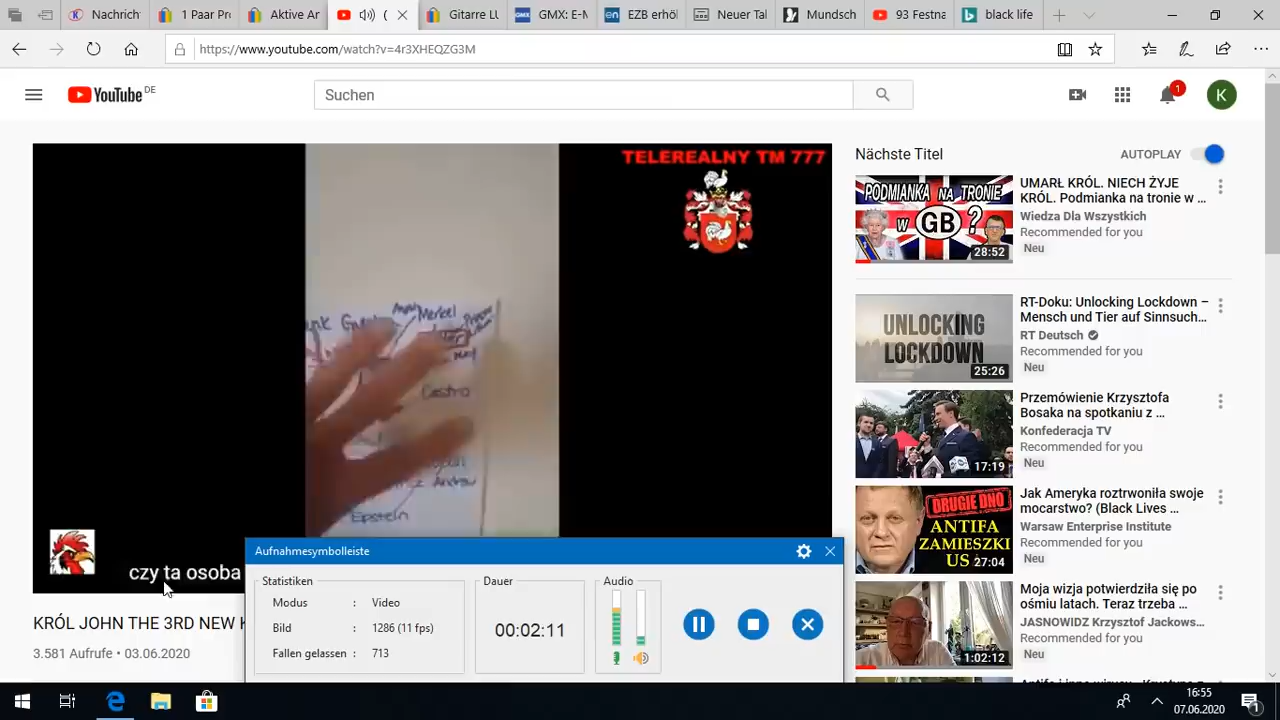 Nachrich
1 Paar Pro
Aktive Ar
(
Gitarre LU
GMX: E-M
EZB erhö
Neuer Tal
Mundsch
93 Festna
black life
https://www.youtube.com/watch?v=4r3XHEQZG3M
YouTube DE
Suchen
1
K
TELEREALNY TM 777
Merkel
Castro
Epstein
czy ta osoba
KRÓL JOHN THE 3RD NEW K
3.581 Aufrufe • 03.06.2020
Nächste Titel
AUTOPLAY
PODMIANKA NA TRONIE
W GB ?
28:52
UMARŁ KRÓL. NIECH ŻYJE
KRÓL. Podmianka na tronie w ...
Wiedza Dla Wszystkich
Recommended for you
Neu
UNLOCKING
LOCKDOWN
25:26
RT-Doku: Unlocking Lockdown –
Mensch und Tier auf Sinnsuch...
RT Deutsch
Recommended for you
Neu
17:19
Przemówienie Krzysztofa
Bosaka na spotkaniu z ...
Konfederacja TV
Recommended for you
Neu
DRUGIE DNO
ANTIFA
ZAMIESZKI
US
27:04
Jak Ameryka roztrwoniła swoje
mocarstwo? (Black Lives ...
Warsaw Enterprise Institute
Recommended for you
Neu
1:02:12
Moja wizja potwierdziła się po
ośmiu latach. Teraz trzeba ...
JASNOWIDZ Krzysztof Jackows...
Recommended for you
Neu
Aufnahmesymbolleiste
Statistiken
Modus : Video
Bild : 1286 (11 fps)
Fallen gelassen : 713
Dauer
00:02:11
Audio
16:55
07.06.2020
1